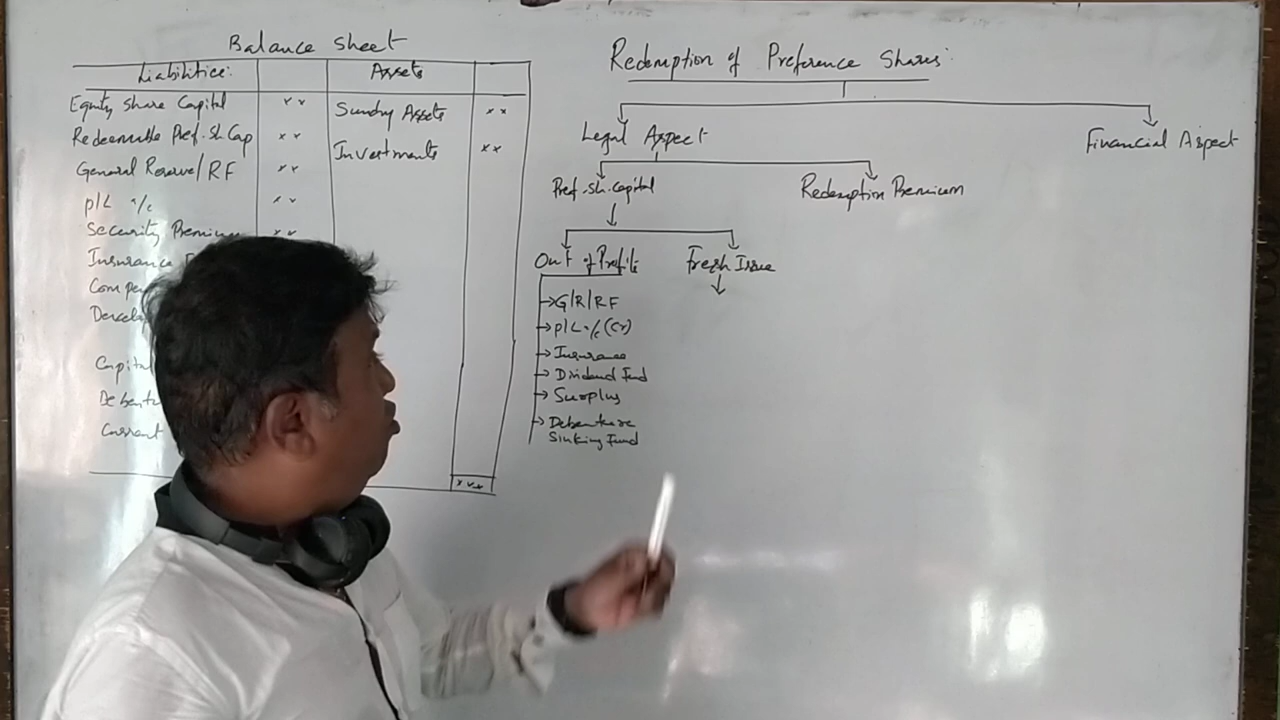 Balance Sheet
Liabilities:
Assets
Equity Share Capital xx
Sundry Assets xx
Redeemable Pref.sh Cap xx
Investments xx
General Reserve/RF xx
P/L a/c xx
Security Premium xx
Insurance
Capital
Current
xxx
Redemption of Preference Shares:
Legal Aspect
Financial Aspect
Pref.sh.capital
Redemption Premium
Out of Profits
Fresh Issue
G/R/RF
P/L a/c (Cr)
Insurance
Dividend Fund
Surplus
Debenture
Sinking Fund